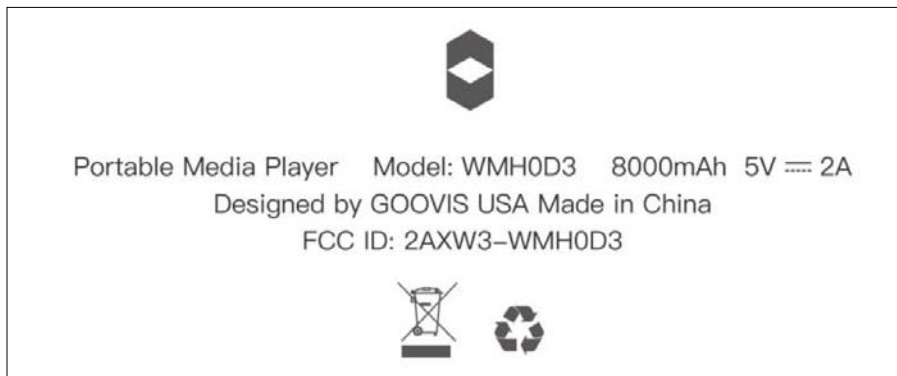 Portable Media Player Model: WMH0D3 8000mAh 5V ⎓ 2A
Designed by GOOVIS USA Made in China
FCC ID: 2AXW3-WMH0D3